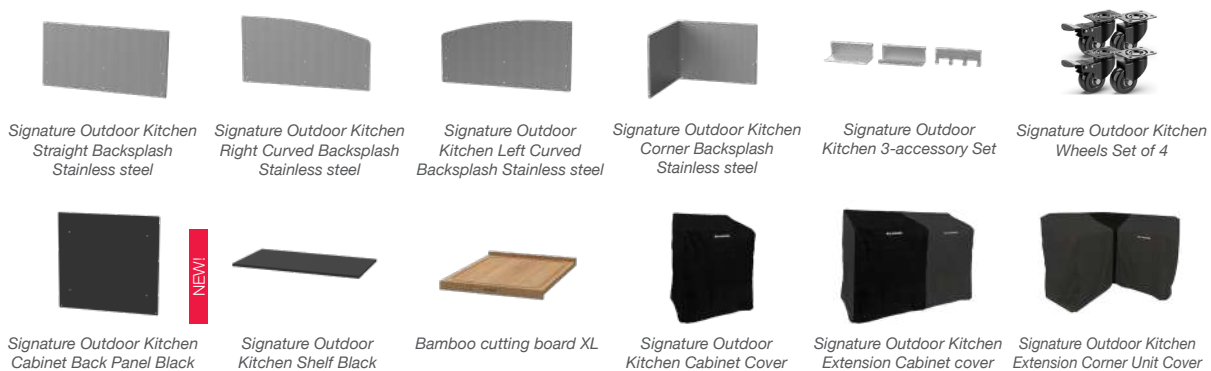 Signature Outdoor Kitchen
Straight Backsplash
Stainless steel
Signature Outdoor Kitchen
Right Curved Backsplash
Stainless steel
Signature Outdoor
Kitchen Left Curved
Backsplash Stainless steel
Signature Outdoor Kitchen
Corner Backsplash
Stainless steel
Signature Outdoor
Kitchen 3-accessory Set
Signature Outdoor Kitchen
Wheels Set of 4
NEW!
Signature Outdoor Kitchen
Cabinet Back Panel Black
Signature Outdoor
Kitchen Shelf Black
Bamboo cutting board XL
Signature Outdoor
Kitchen Cabinet Cover
Signature Outdoor Kitchen
Extension Cabinet cover
Signature Outdoor Kitchen
Extension Corner Unit Cover